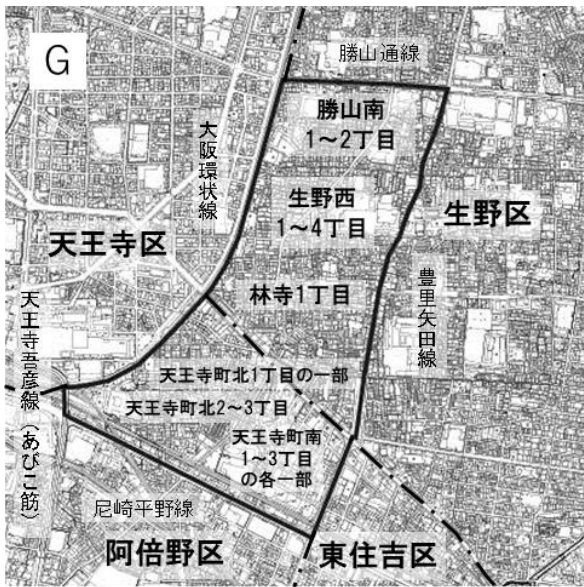 G
勝山通線
勝山南
1～2丁目
大阪環状線
生野西
1～4丁目
生野区
天王寺区
林寺1丁目
豊里矢田線
天王寺吾彦線（あびこ筋）
天王寺町北1丁目の一部
天王寺町北2～3丁目
天王寺町南
1～3丁目
の各一部
尼崎平野線
阿倍野区
東住吉区